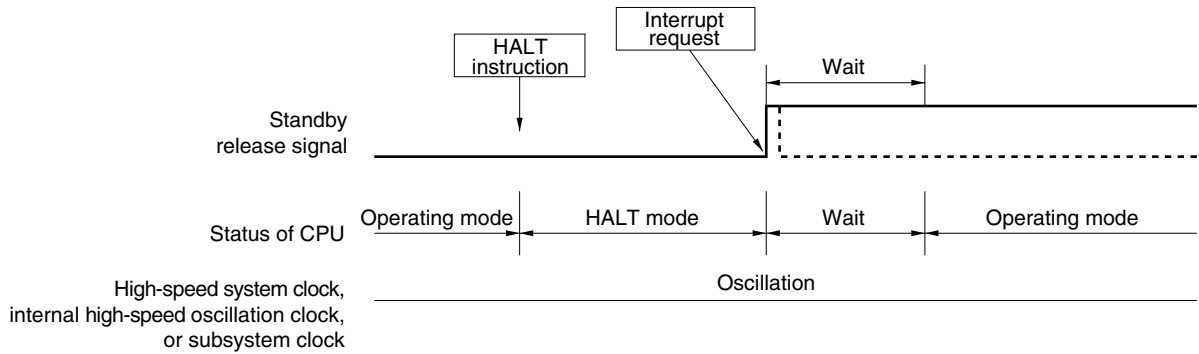 HALT
instruction
Interrupt
request
Wait
Standby
release signal
Operating mode
HALT mode
Wait
Operating mode
Status of CPU
Oscillation
High-speed system clock,
internal high-speed oscillation clock,
or subsystem clock